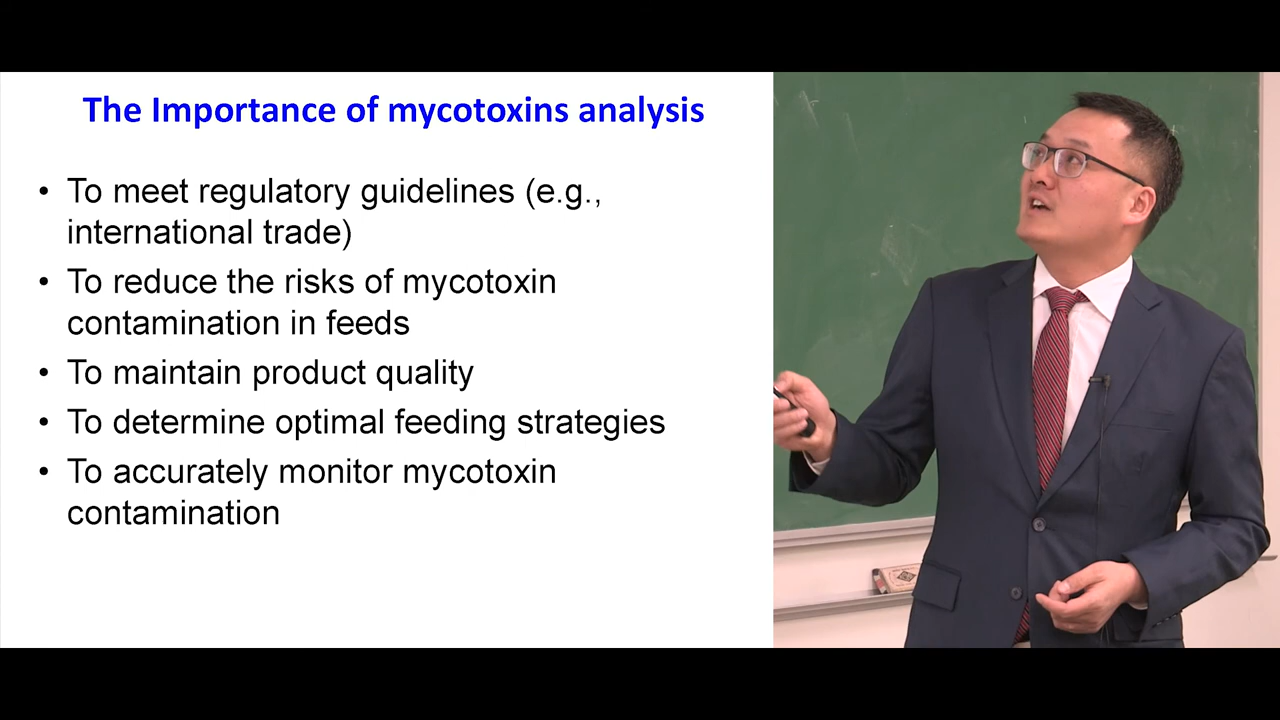 The Importance of mycotoxins analysis
• To meet regulatory guidelines (e.g.,
international trade)
• To reduce the risks of mycotoxin
contamination in feeds
• To maintain product quality
• To determine optimal feeding strategies
• To accurately monitor mycotoxin
contamination